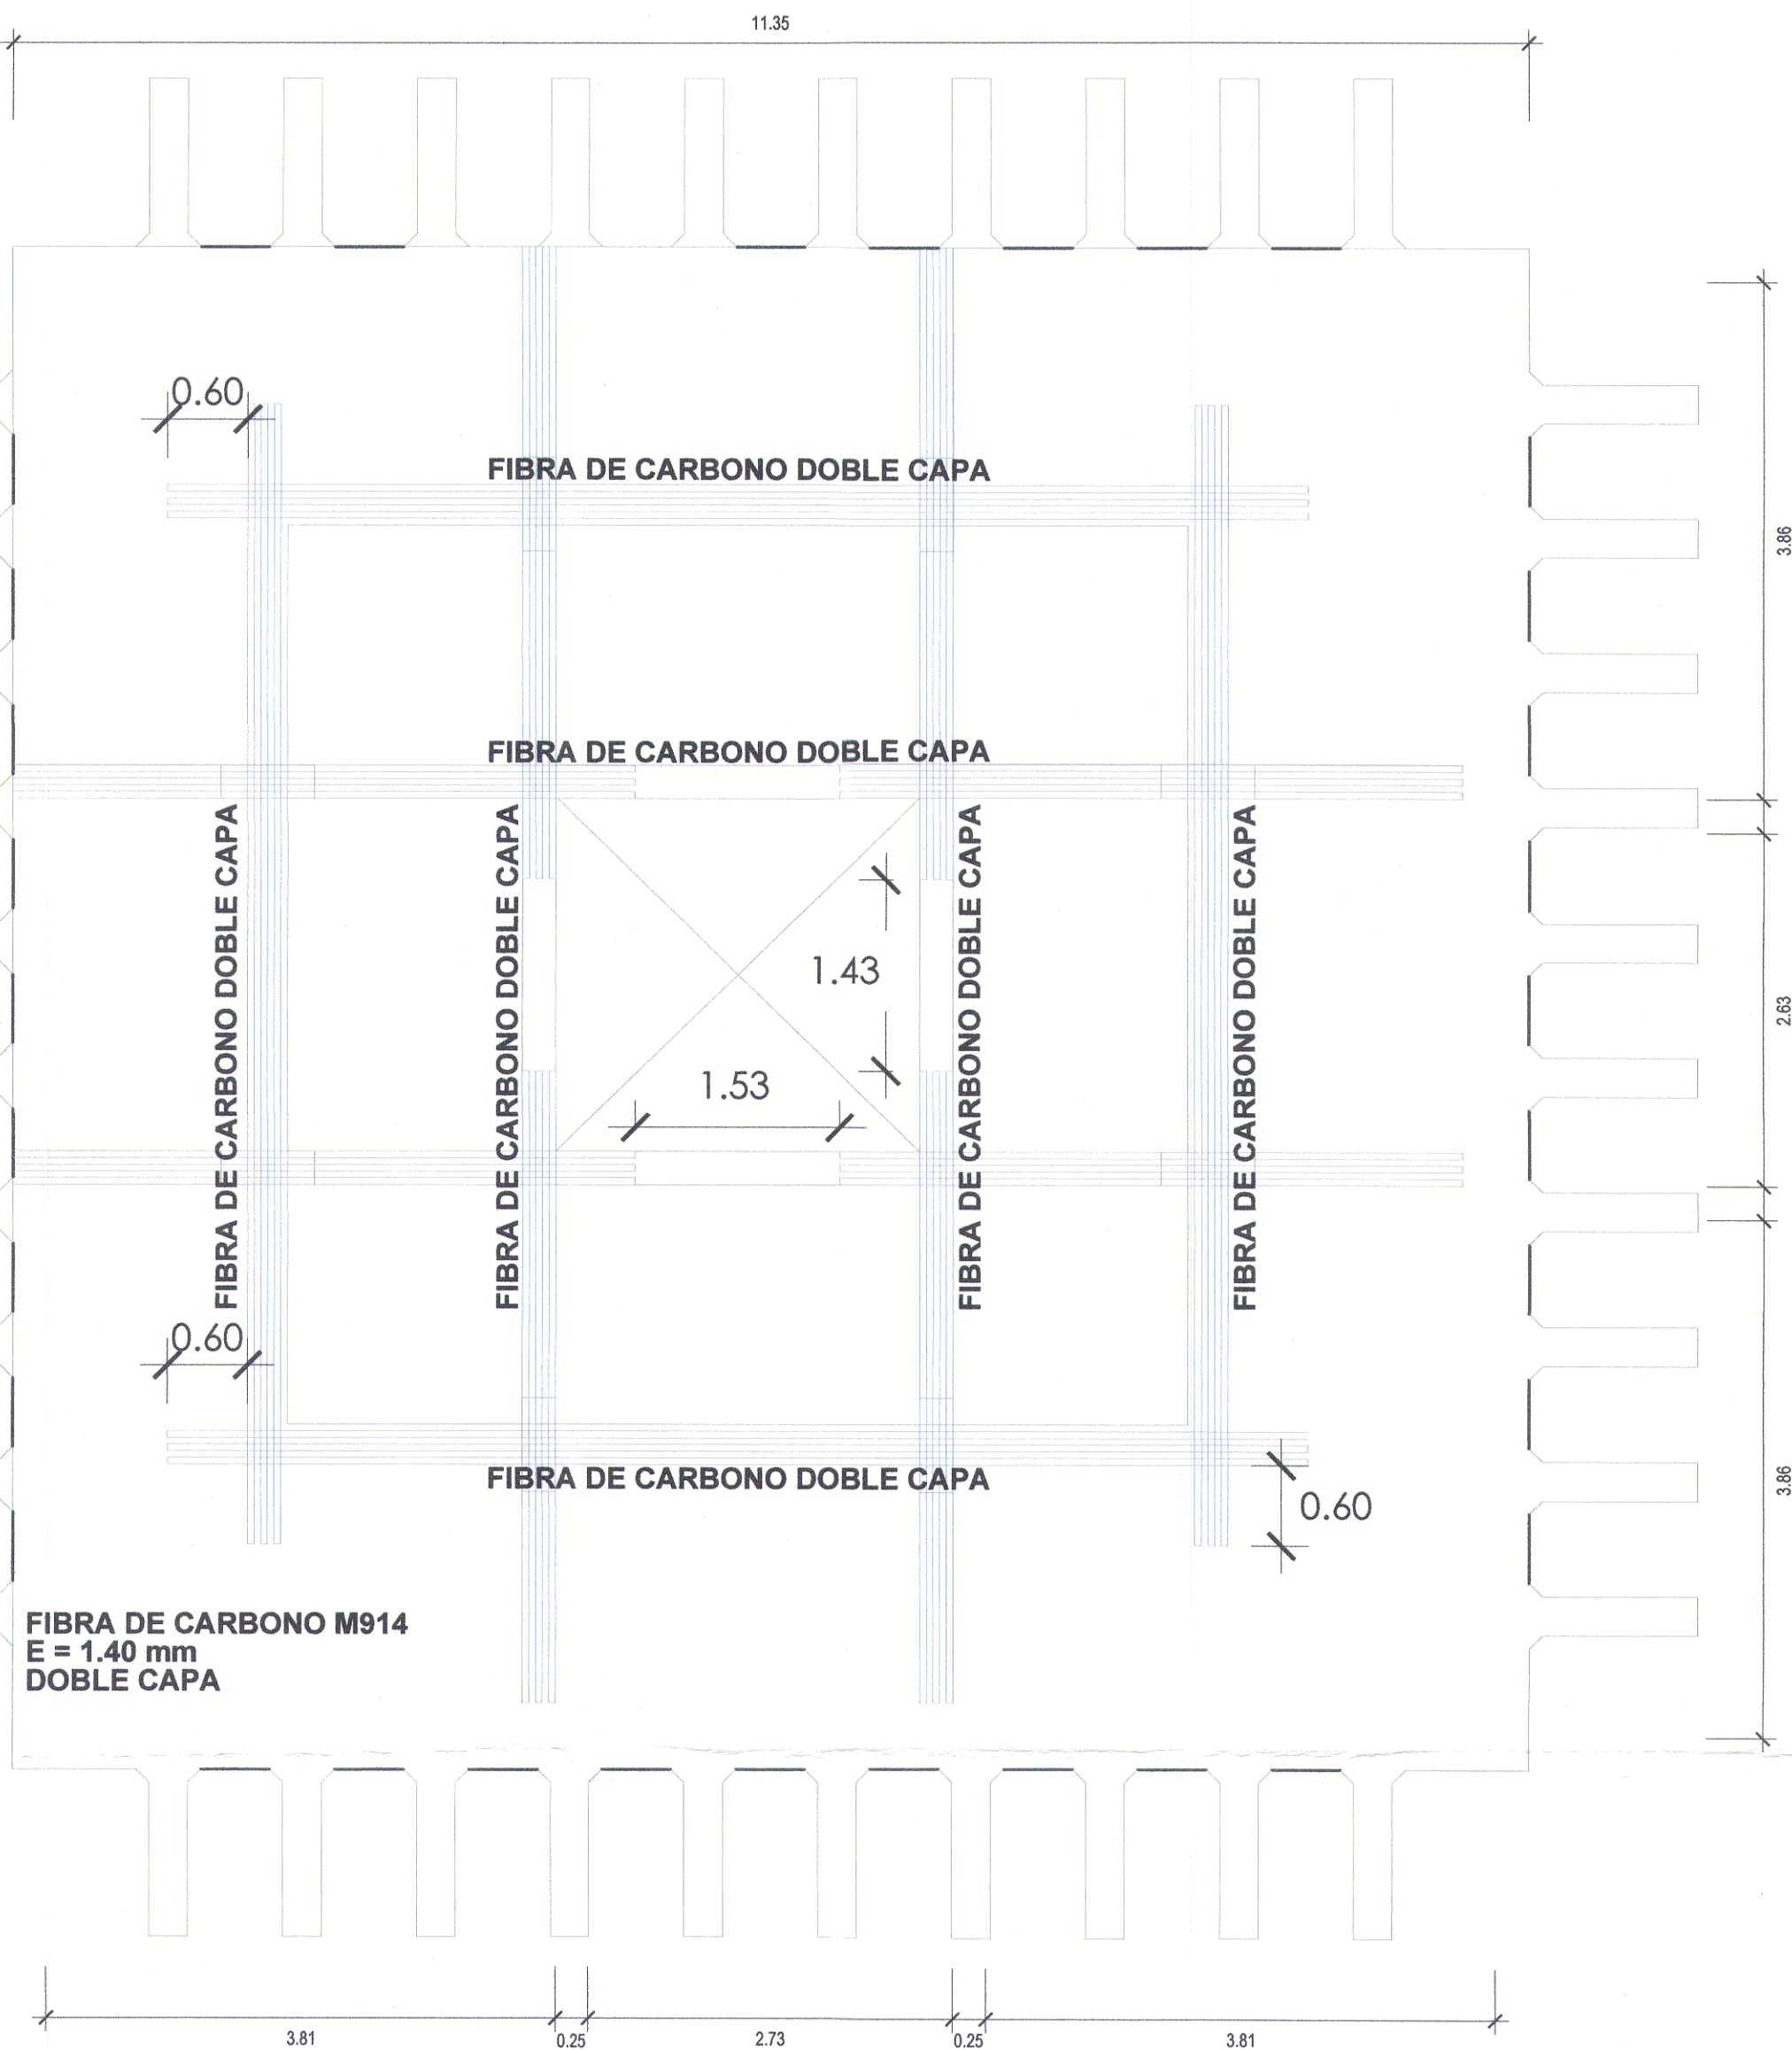 11.35
0.60
FIBRA DE CARBONO DOBLE CAPA
3.86
FIBRA DE CARBONO DOBLE CAPA
FIBRA DE CARBONO DOBLE CAPA
FIBRA DE CARBONO DOBLE CAPA
FIBRA DE CARBONO DOBLE CAPA
FIBRA DE CARBONO DOBLE CAPA
1.43
2.63
1.53
0.60
FIBRA DE CARBONO DOBLE CAPA
3.86
0.60
FIBRA DE CARBONO M914
E = 1.40 mm
DOBLE CAPA
3.81
0.25
2.73
0.25
3.81